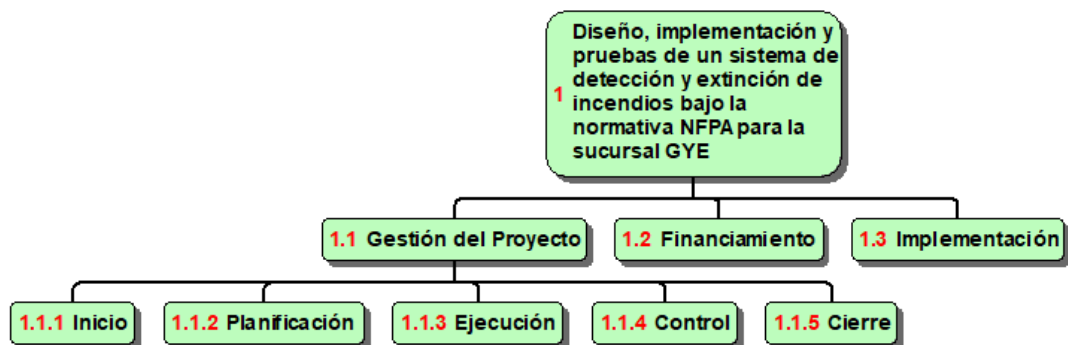 Diseño, implementación y
pruebas de un sistema de
detección y extinción de
1 incendios bajo la
normativa NFPA para la
sucursal GYE
1.1 Gestión del Proyecto
1.2 Financiamiento
1.3 Implementación
1.1.1 Inicio
1.1.2 Planificación
1.1.3 Ejecución
1.1.4 Control
1.1.5 Cierre